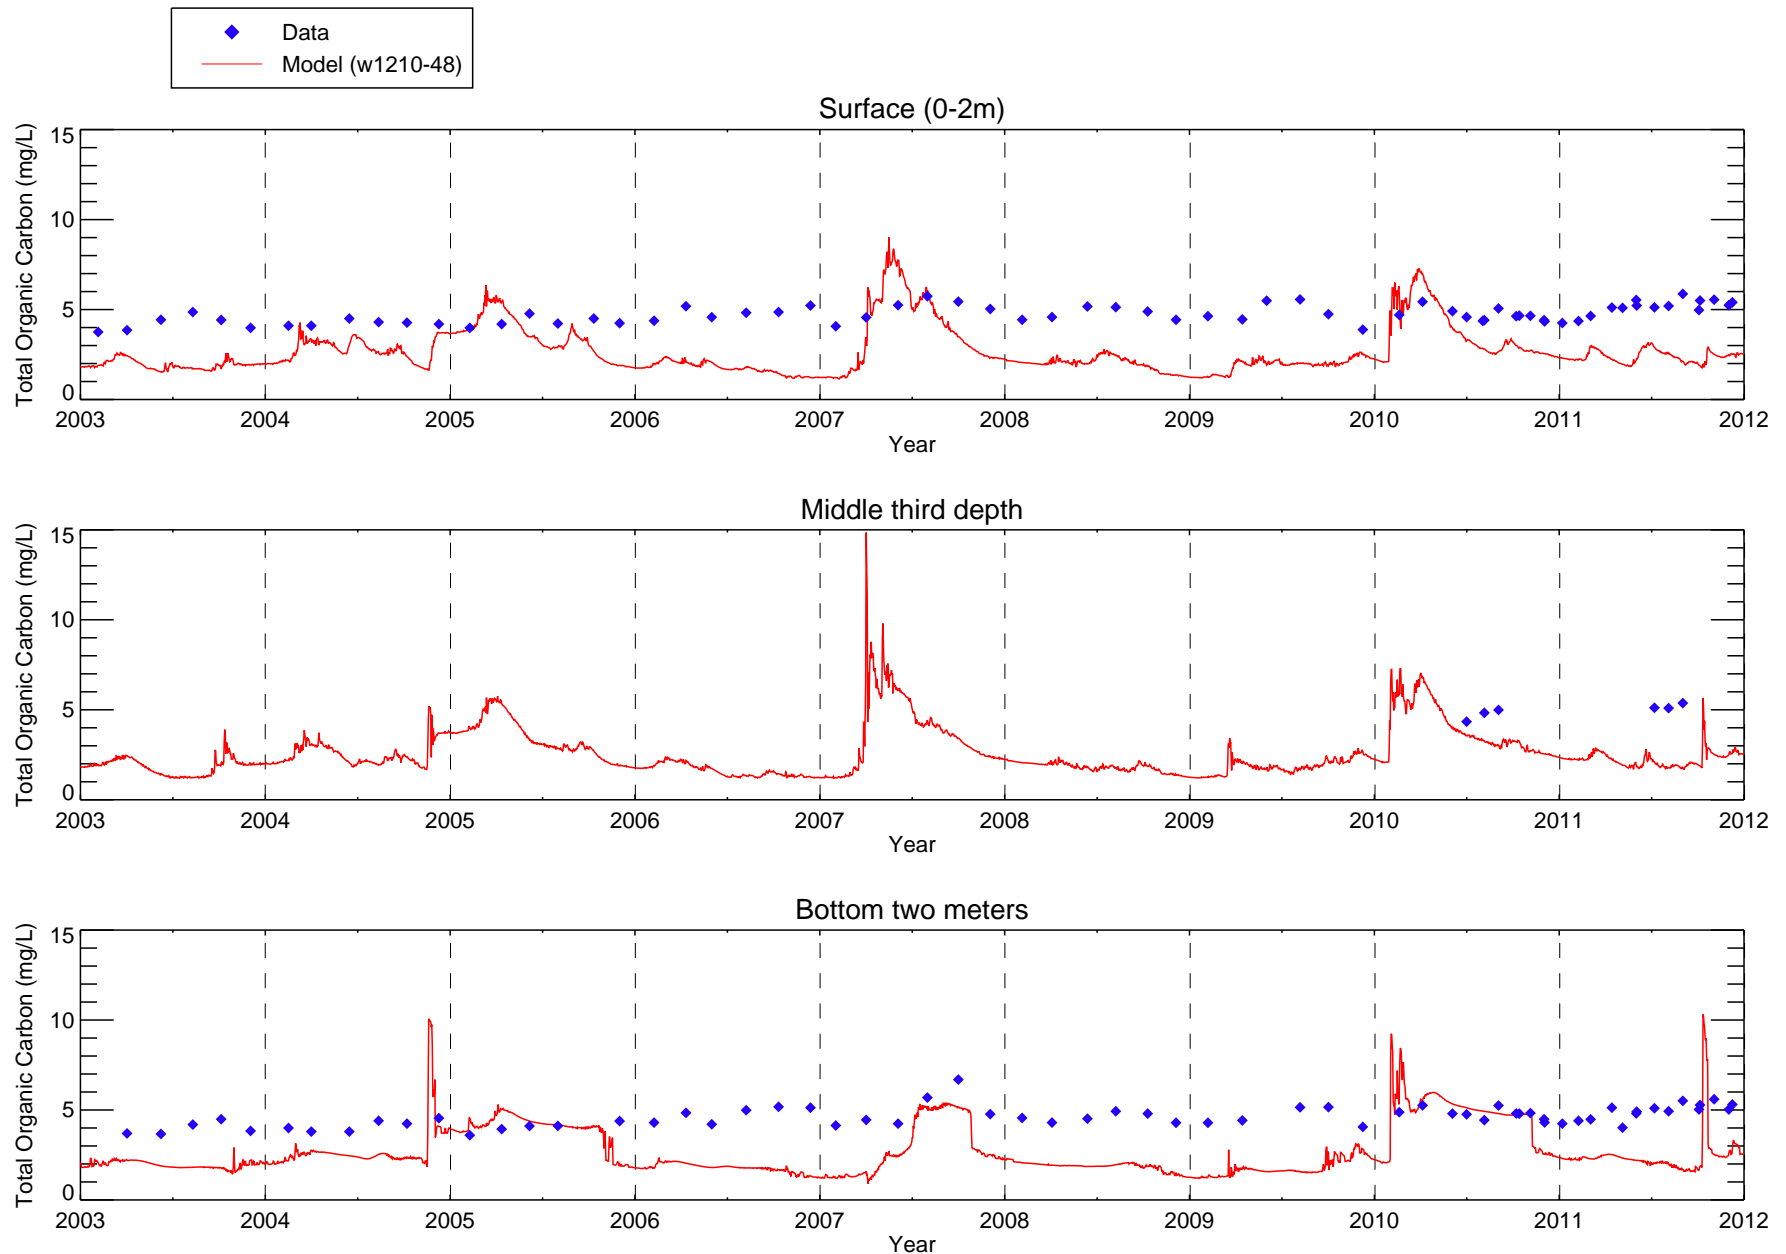 Data
Model (w1210-48)
Surface (0-2m)
Total Organic Carbon (mg/L)
15
10
5
0
2003 2004 2005 2006 2007 2008 2009 2010 2011 2012
Year
Middle third depth
Total Organic Carbon (mg/L)
15
10
5
0
2003 2004 2005 2006 2007 2008 2009 2010 2011 2012
Year
Bottom two meters
Total Organic Carbon (mg/L)
15
10
5
0
2003 2004 2005 2006 2007 2008 2009 2010 2011 2012
Year